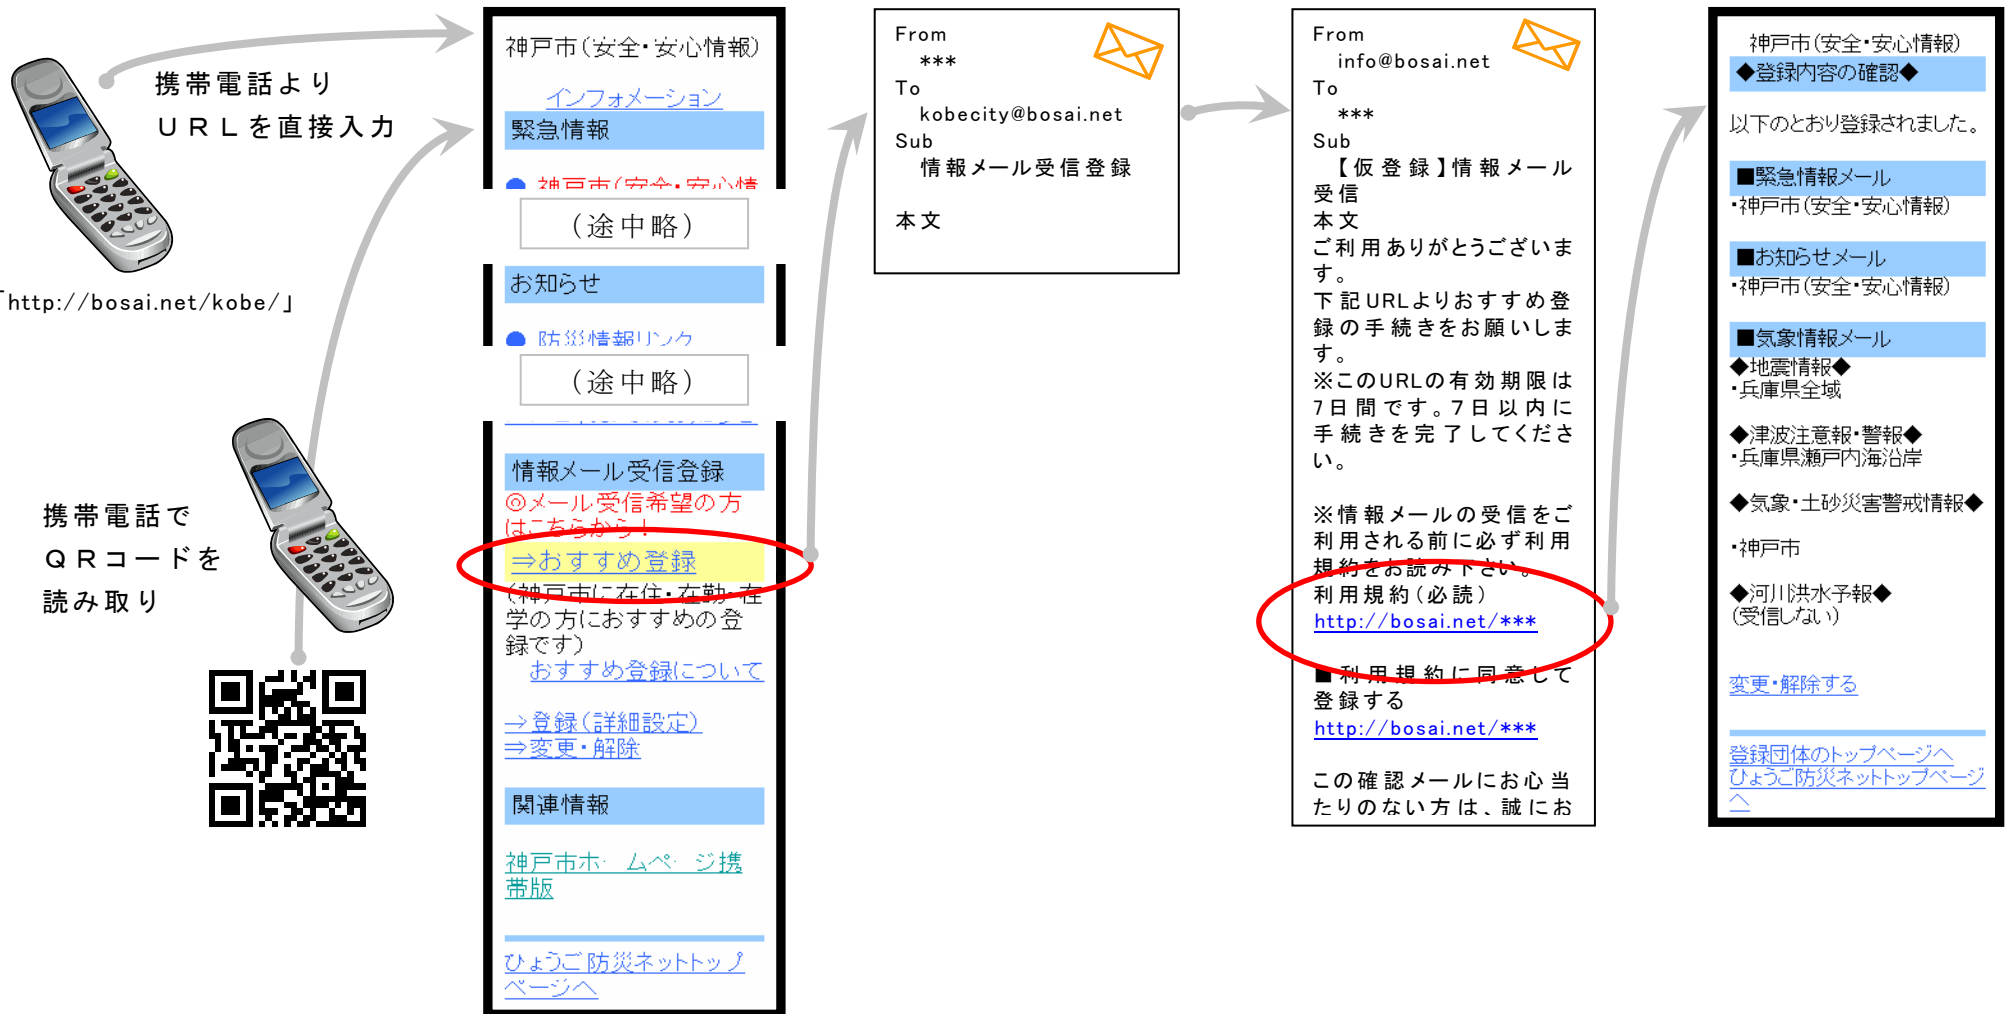 携帯電話より
ＵＲＬを直接入力
「http://bosai.net/kobe/」
携帯電話で
ＱＲコードを
読み取り
神戸市（安全・安心情報）
インフォメーション
緊急情報
● 神戸市（安全・安心情
（途中略）
お知らせ
● 防災情報リンク
（途中略）
情報メール受信登録
◎メール受信希望の方
はこちらから！
⇒おすすめ登録
（神戸市に在住・在勤・在
学の方におすすめの登
録です）
おすすめ登録について
⇒登録（詳細設定）
⇒変更・解除
関連情報
神戸市ホームページ携
帯版
ひょうご防災ネットトップ
ページへ
From
***
To
kobecity@bosai.net
Sub
情報メール受信登録
本文
From
info@bosai.net
To
***
Sub
【仮登録】情報メール
受信
本文
ご利用ありがとうございま
す。
下記URLよりおすすめ登
録の手続きをお願いしま
す。
※このURLの有効期限は
7日間です。7日以内に
手続きを完了してくださ
い。
※情報メールの受信をご
利用される前に必ず利用
規約をお読み下さい。
利用規約（必読）
http://bosai.net/***
■利用規約に同意して
登録する
http://bosai.net/***
この確認メールにお心当
たりのない方は、誠にお
神戸市（安全・安心情報）
◆登録内容の確認◆
以下のとおり登録されました。
■緊急情報メール
・神戸市（安全・安心情報）
■お知らせメール
・神戸市（安全・安心情報）
■気象情報メール
◆地震情報◆
・兵庫県全域
◆津波注意報・警報◆
・兵庫県瀬戸内海沿岸
◆気象・土砂災害警戒情報◆
・神戸市
◆河川洪水予報◆
（受信しない）
変更・解除する
登録団体のトップページへ
ひょうご防災ネットトップページ
へ